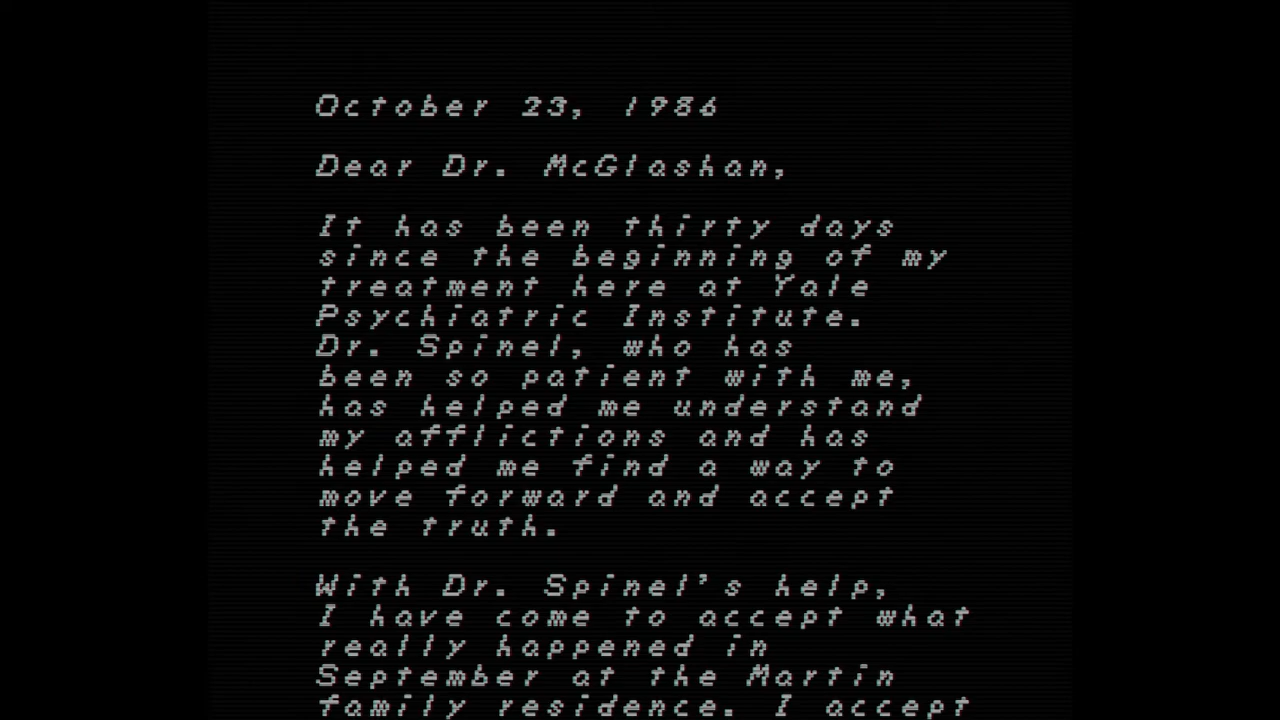 October 23, 1986
Dear Dr. McGlashan,
It has been thirty days
since the beginning of my
treatment here at Yale
Psychiatric Institute.
Dr. Spinel, who has
been so patient with me,
has helped me understand
my afflictions and has
helped me find a way to
move forward and accept
the truth.
With Dr. Spinel's help,
I have come to accept what
really happened in
September at the Martin
family residence. I accept